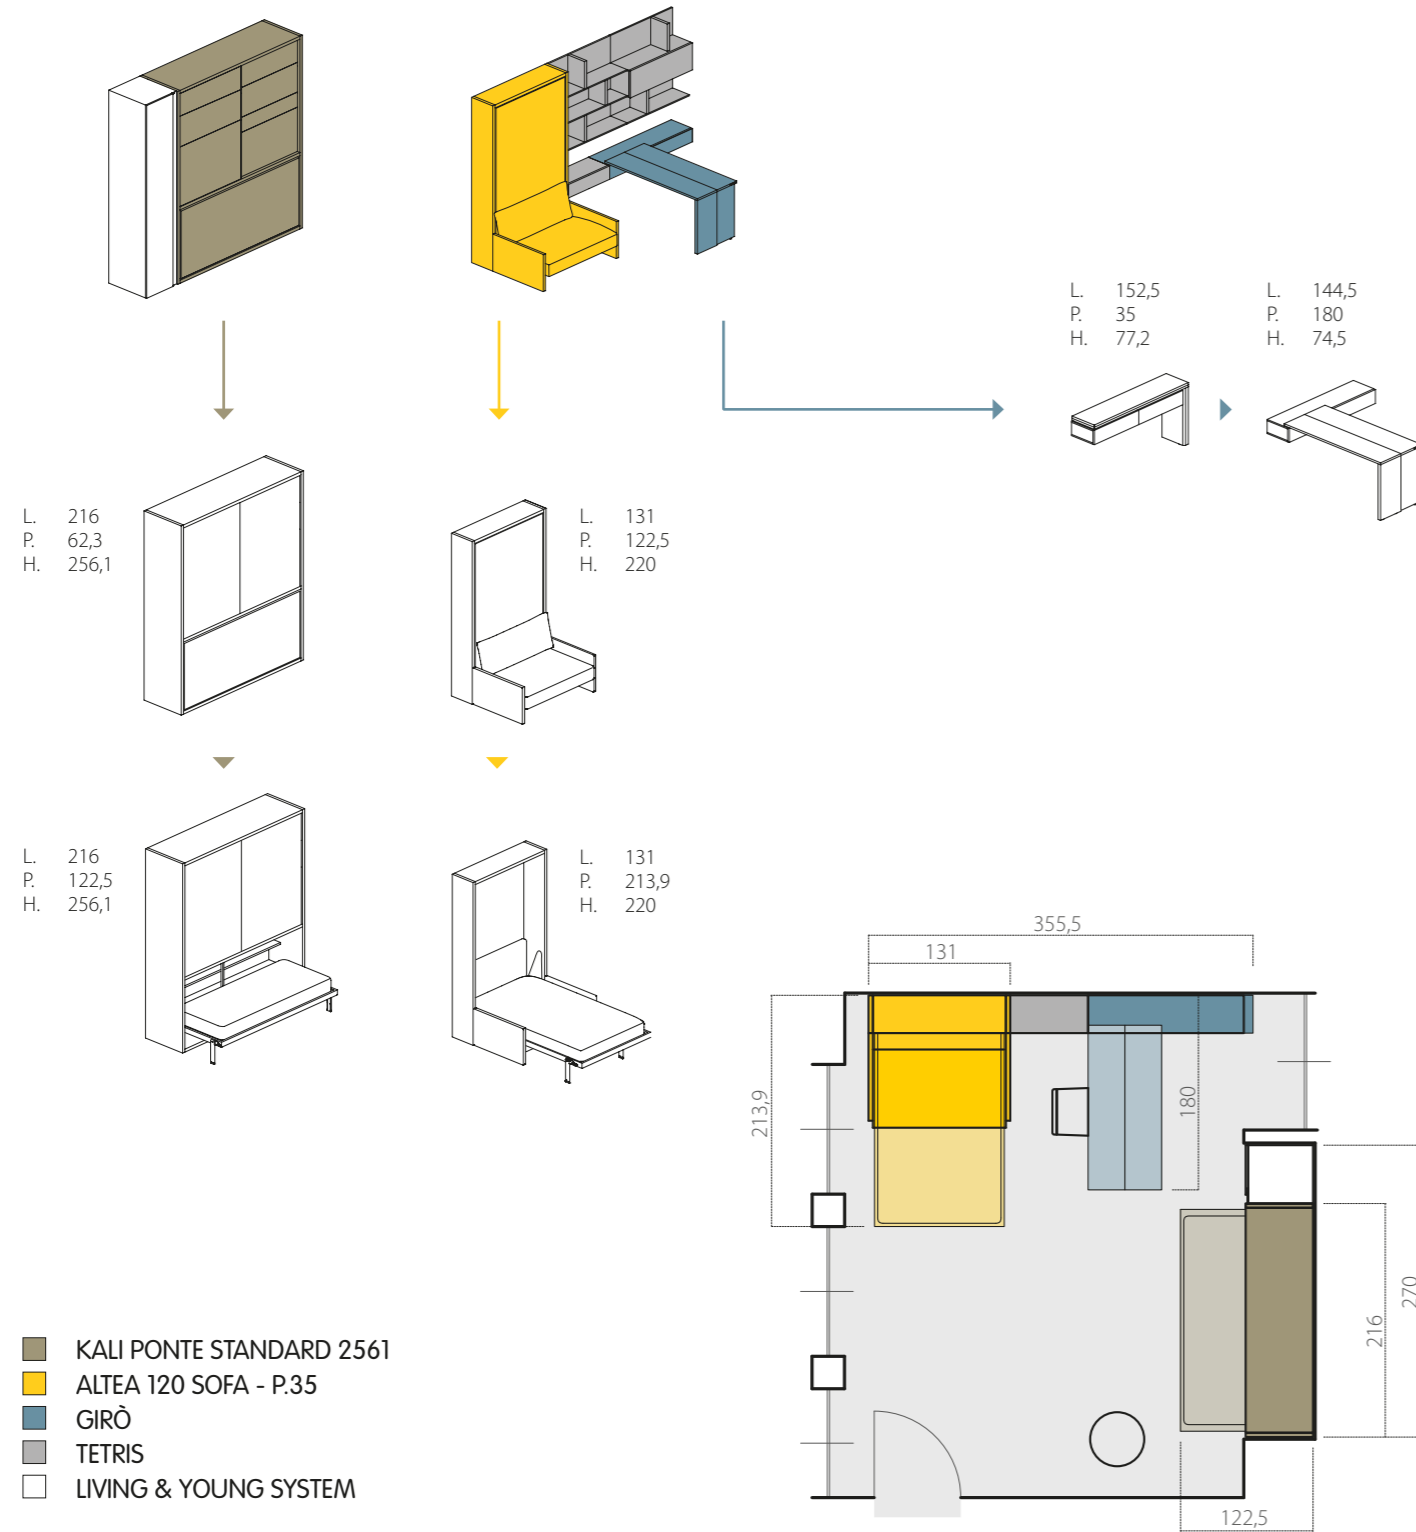 L. 152,5
P. 35
H. 77,2
L. 144,5
P. 180
H. 74,5
L. 216
P. 62,3
H. 256,1
L. 131
P. 122,5
H. 220
L. 216
P. 122,5
H. 256,1
L. 131
P. 213,9
H. 220
355,5
131
213,9
180
270
216
122,5
KALI PONTE STANDARD 2561
ALTEA 120 SOFA - P.35
GIRÒ
TETRIS
LIVING & YOUNG SYSTEM